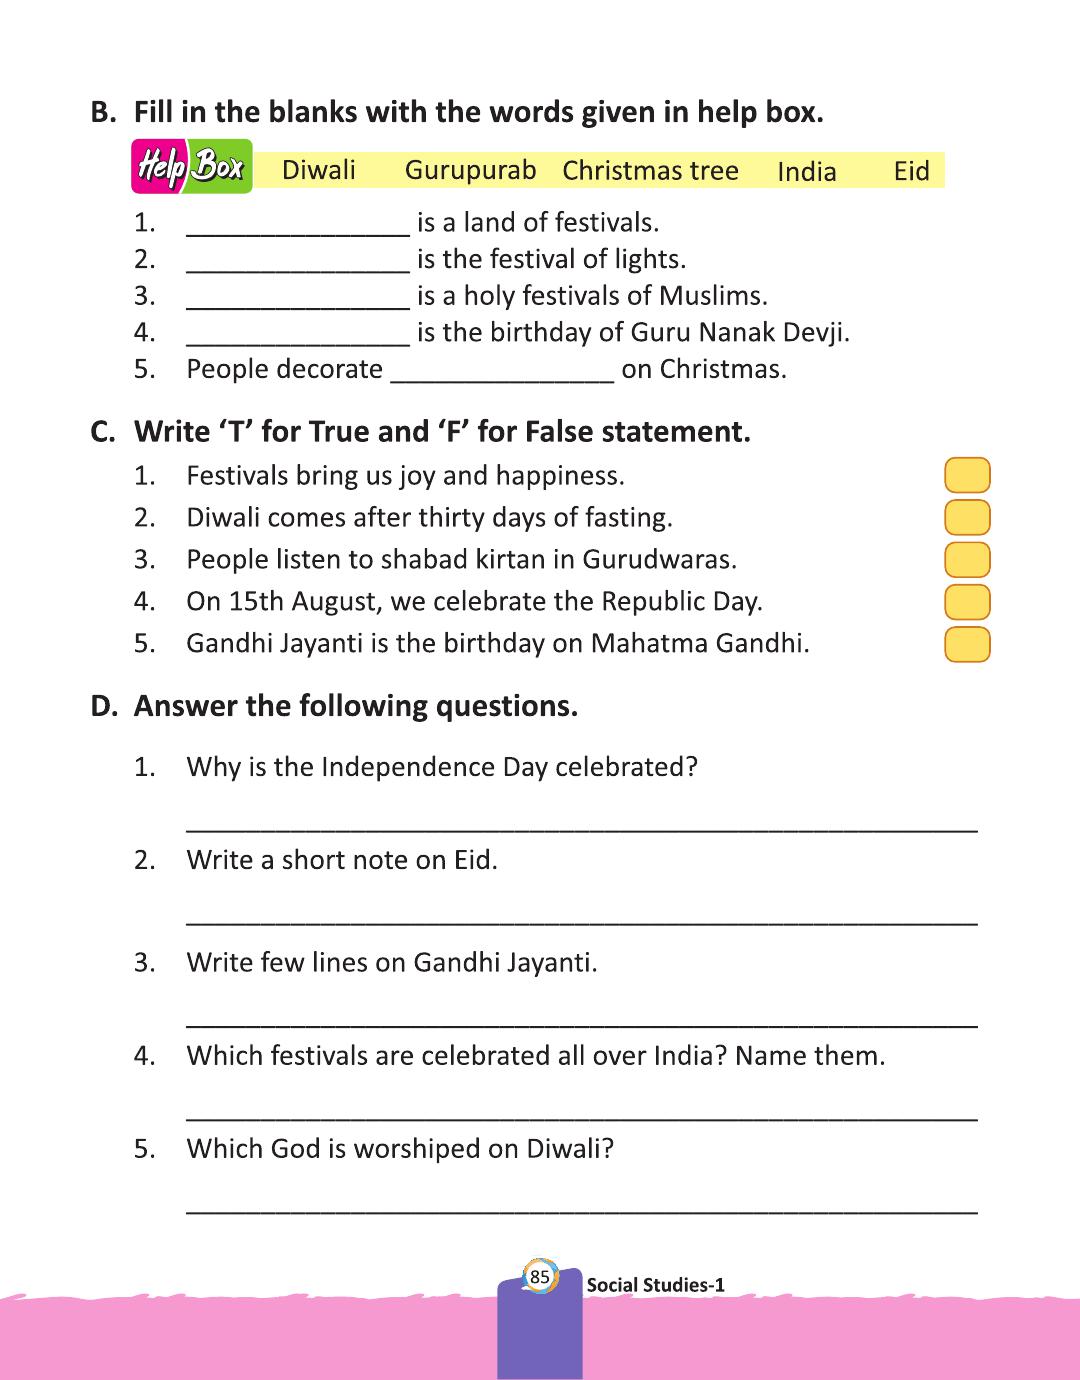 B. Fill in the blanks with the words given in help box.
Help Box Diwali Gurupurab Christmas tree India Eid
1. _______________ is a land of festivals.
2. _______________ is the festival of lights.
3. _______________ is a holy festivals of Muslims.
4. _______________ is the birthday of Guru Nanak Devji.
5. People decorate _______________ on Christmas.
C. Write ‘T’ for True and ‘F’ for False statement.
1. Festivals bring us joy and happiness.
2. Diwali comes after thirty days of fasting.
3. People listen to shabad kirtan in Gurudwaras.
4. On 15th August, we celebrate the Republic Day.
5. Gandhi Jayanti is the birthday on Mahatma Gandhi.
D. Answer the following questions.
1. Why is the Independence Day celebrated?
2. Write a short note on Eid.
3. Write few lines on Gandhi Jayanti.
4. Which festivals are celebrated all over India? Name them.
5. Which God is worshiped on Diwali?
85 Social Studies-1